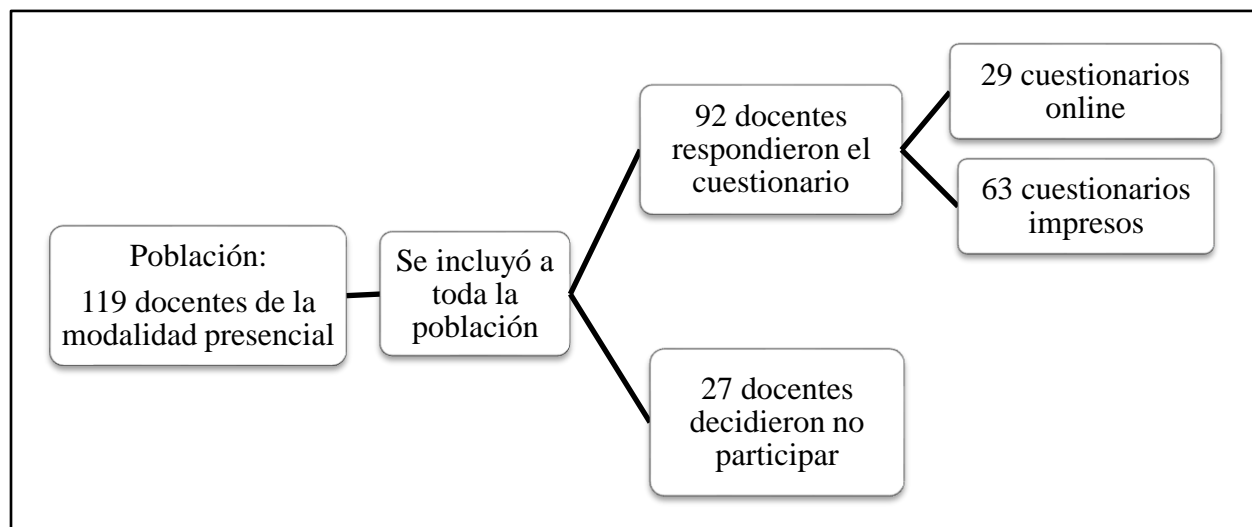 Población:
119 docentes de la
modalidad presencial
Se incluyó a
toda la
población
92 docentes
respondieron el
cuestionario
29 cuestionarios
online
63 cuestionarios
impresos
27 docentes
decidieron no
participar